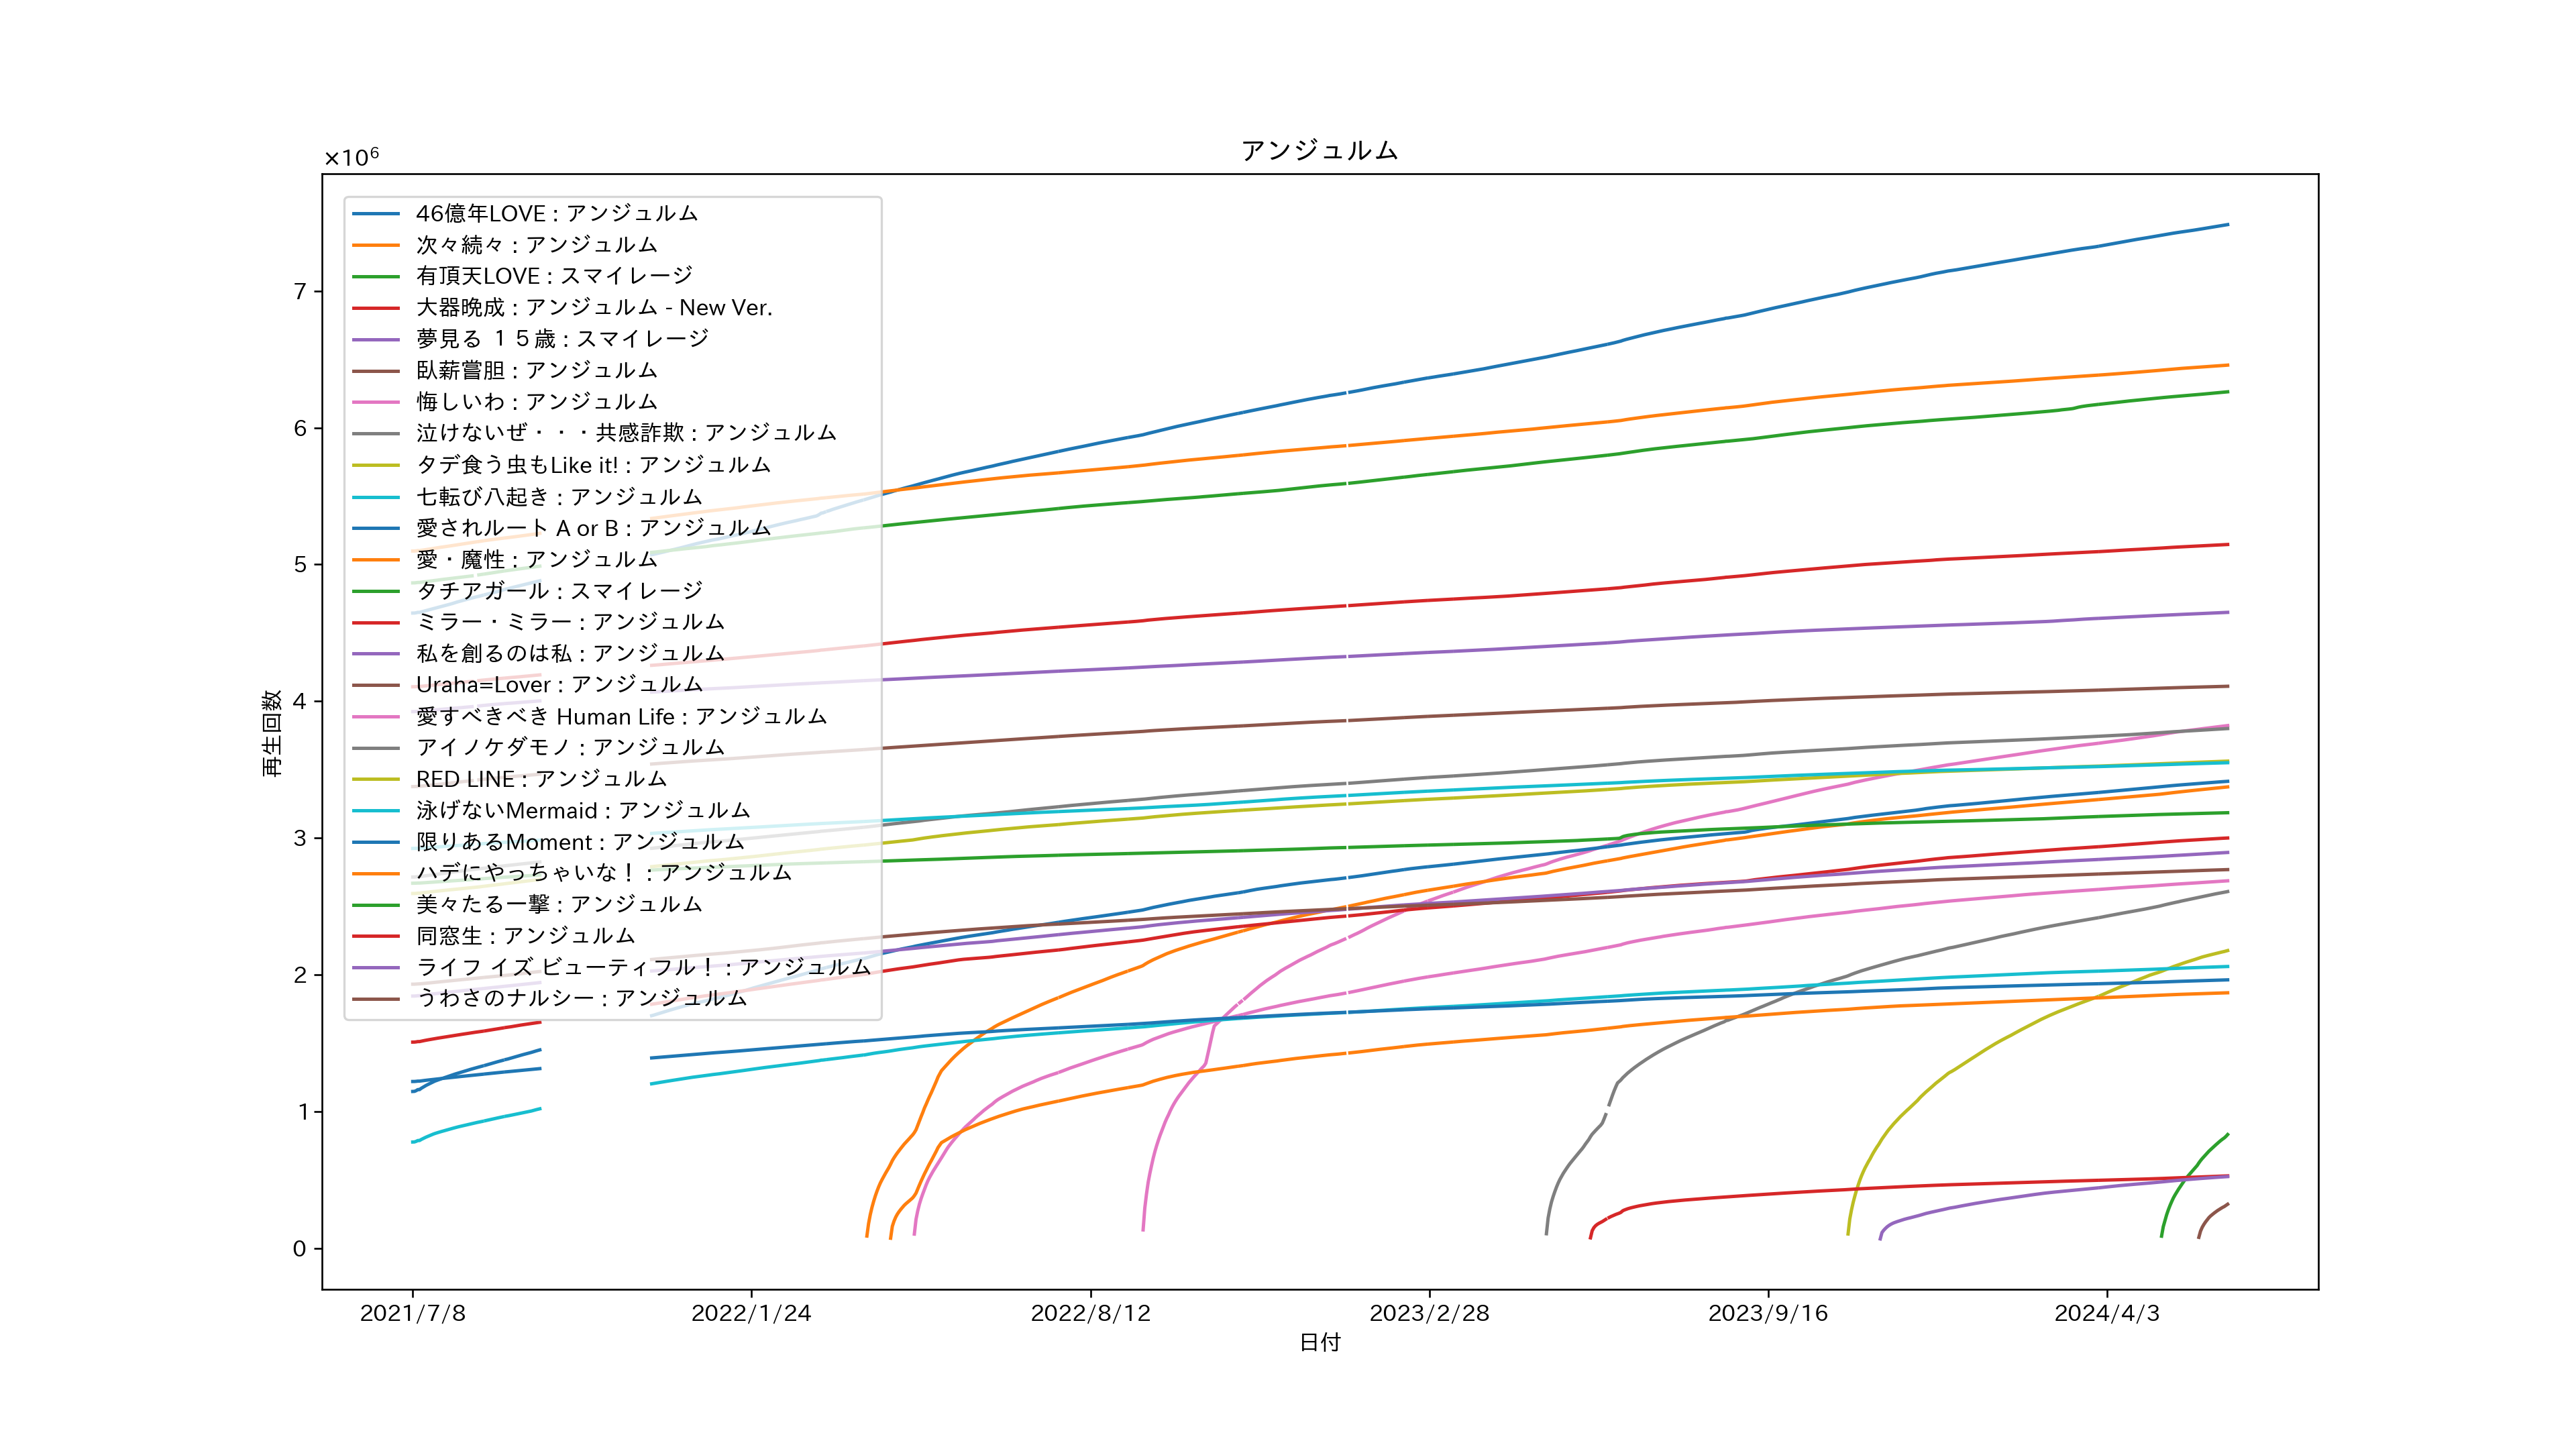 アンジュルム
×10⁶
46億年LOVE : アンジュルム
次々続々 : アンジュルム
有頂天LOVE : スマイレージ
大器晩成 : アンジュルム - New Ver.
夢見る １５歳 : スマイレージ
臥薪嘗胆 : アンジュルム
悔しいわ : アンジュルム
泣けないぜ・・・共感詐欺 : アンジュルム
タデ食う虫もLike it! : アンジュルム
七転び八起き : アンジュルム
愛されルート A or B : アンジュルム
愛・魔性 : アンジュルム
タチアガール : スマイレージ
ミラー・ミラー : アンジュルム
私を創るのは私 : アンジュルム
Uraha=Lover : アンジュルム
愛すべきべき Human Life : アンジュルム
アイノケダモノ : アンジュルム
RED LINE : アンジュルム
泳げないMermaid : アンジュルム
限りあるMoment : アンジュルム
ハデにやっちゃいな！ : アンジュルム
美々たる一撃 : アンジュルム
同窓生 : アンジュルム
ライフ イズ ビューティフル！ : アンジュルム
うわさのナルシー : アンジュルム
7
6
5
4
3
2
1
0
再生回数
2021/7/8
2022/1/24
2022/8/12
2023/2/28
2023/9/16
2024/4/3
日付